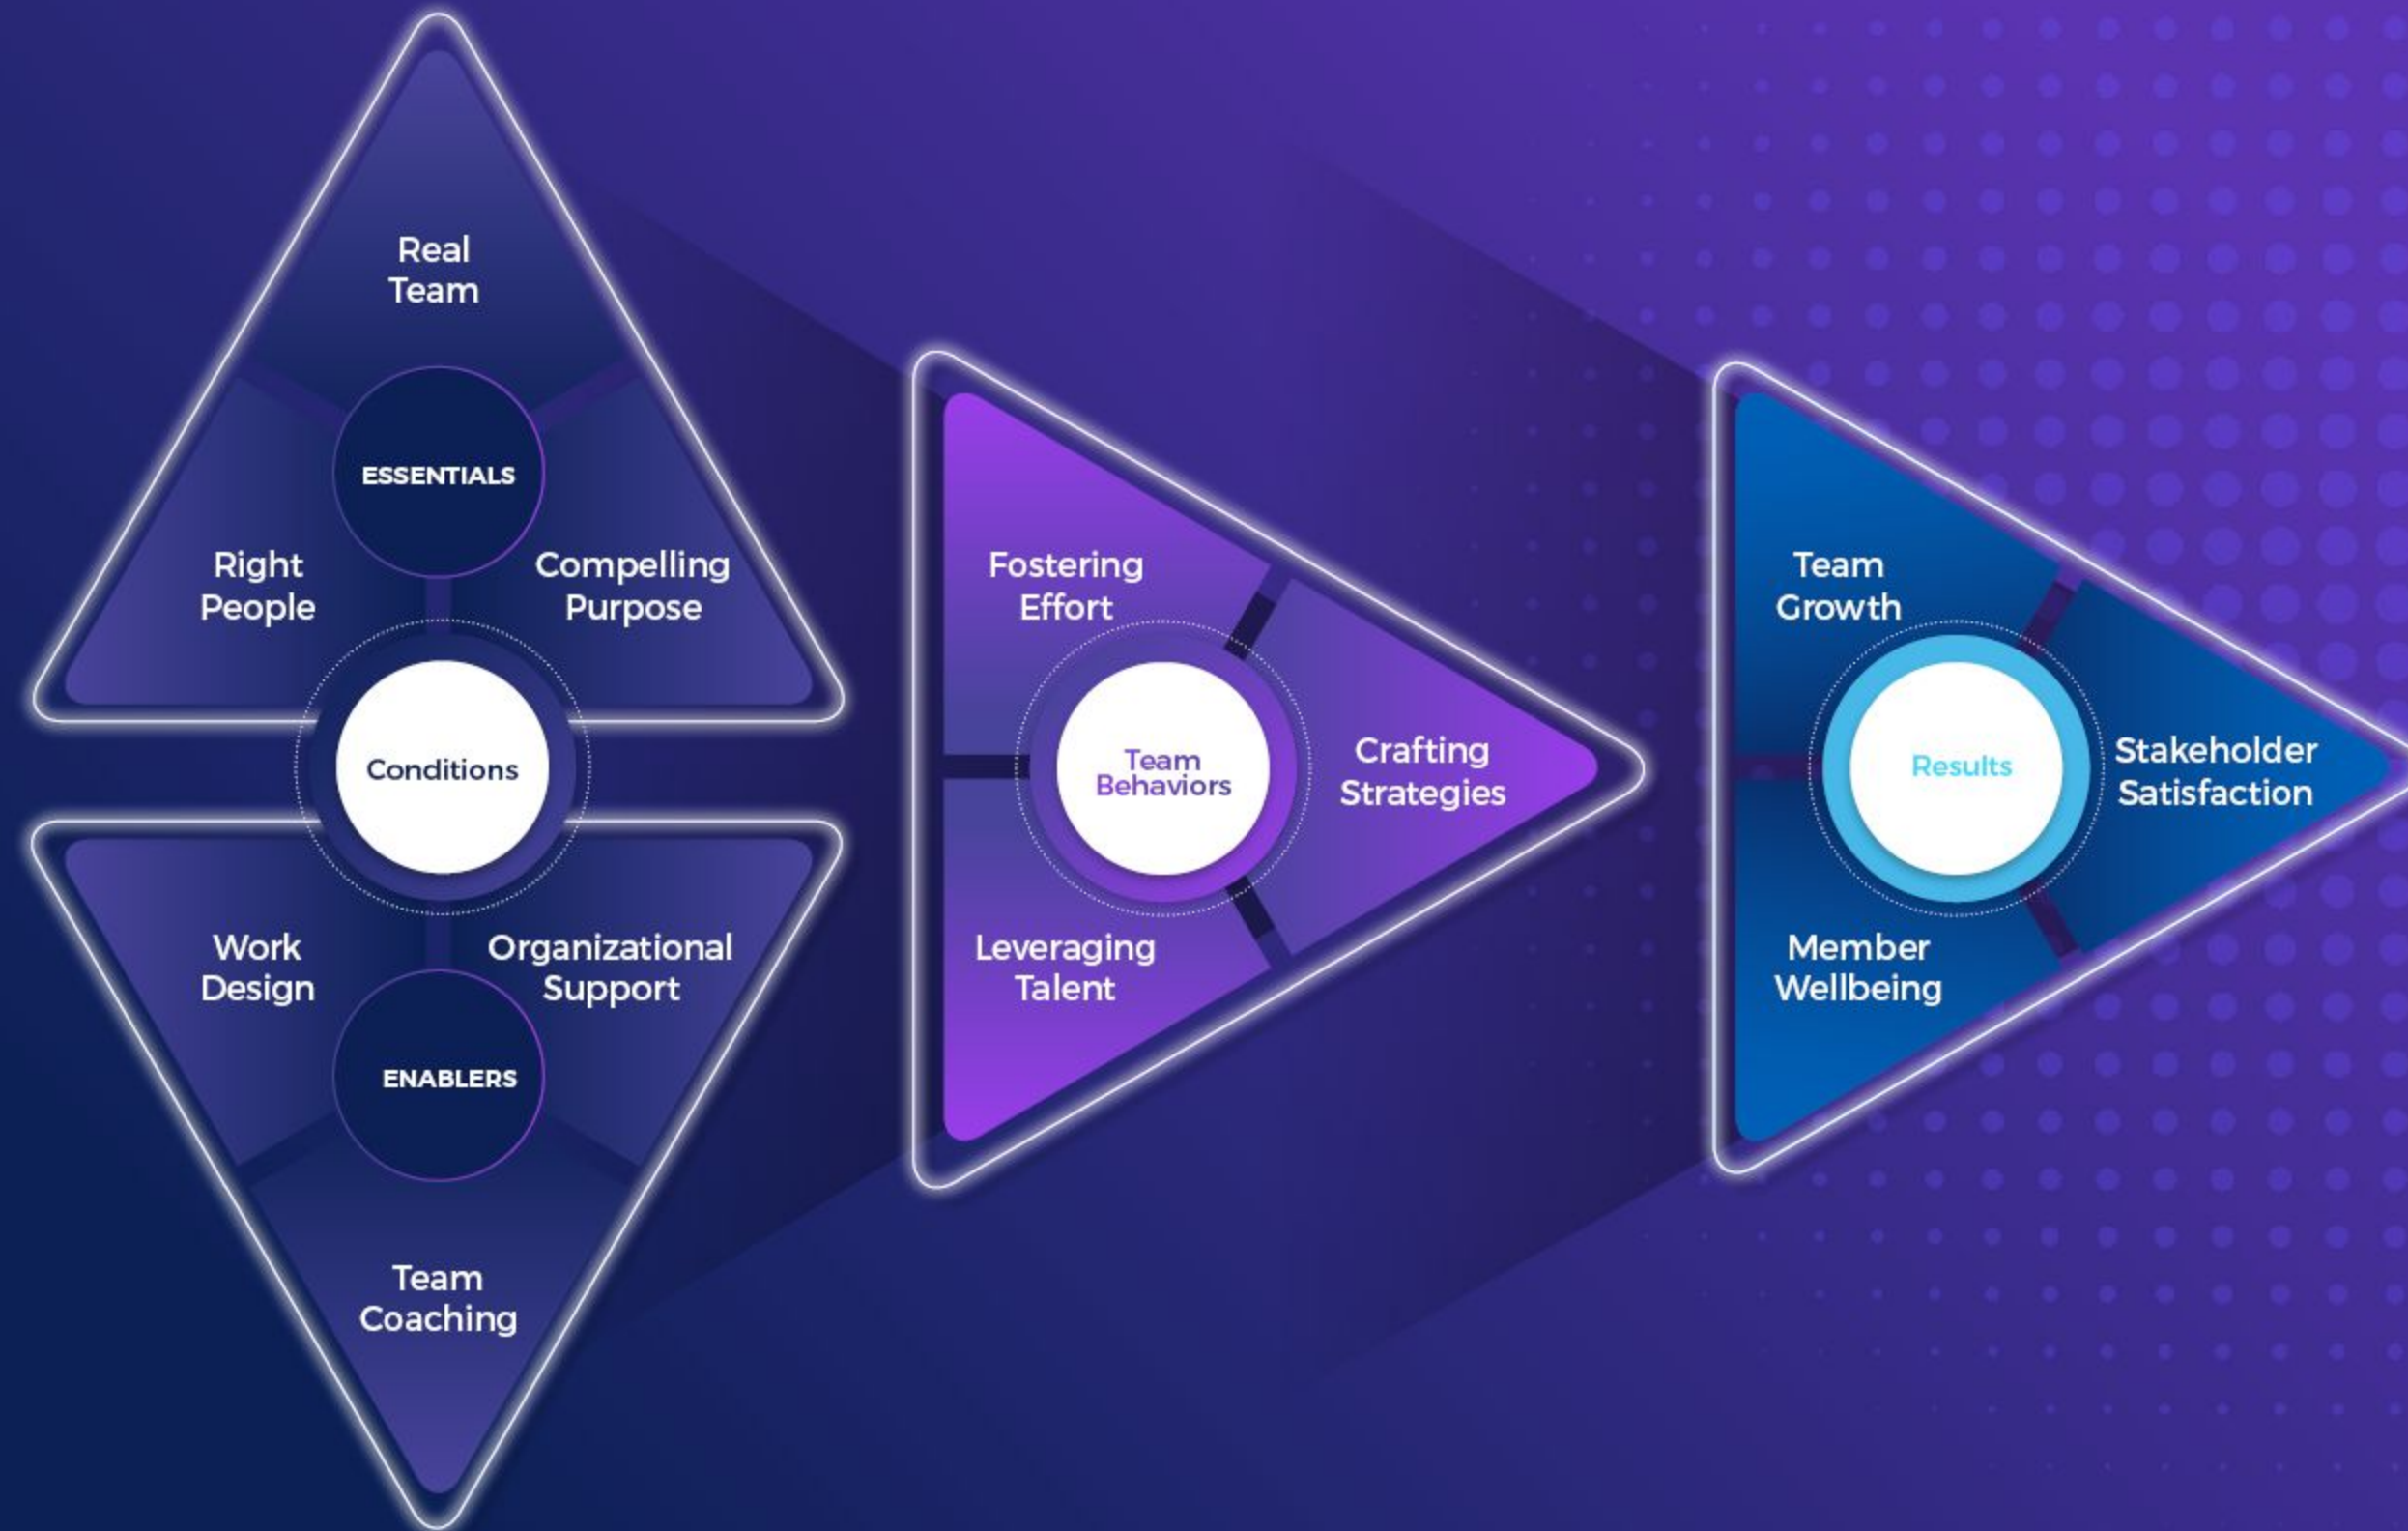 Real
Team
ESSENTIALS
Right
People
Compelling
Purpose
Conditions
Work
Design
Organizational
Support
ENABLERS
Team
Coaching
Fostering
Effort
Team
Behaviors
Crafting
Strategies
Leveraging
Talent
Team
Growth
Results
Stakeholder
Satisfaction
Member
Wellbeing